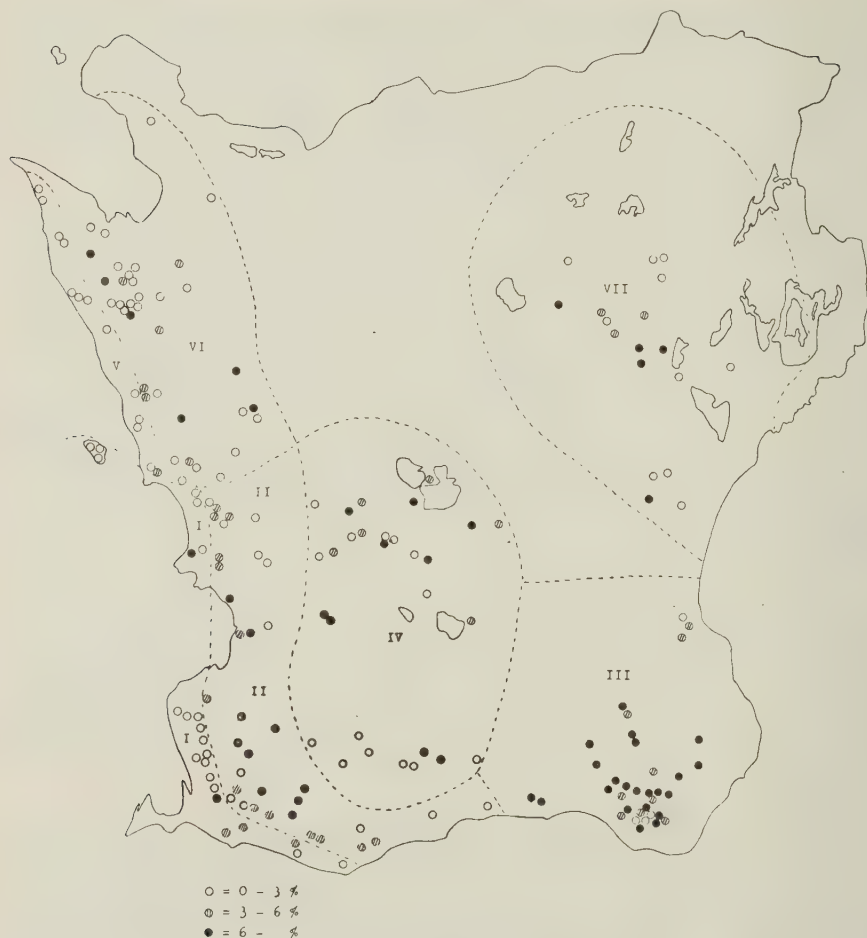 VII
VI
V
II
I
IV
III
II
I
○ = 0 - 3 %
◍ = 3 - 6 %
● = 6 - %